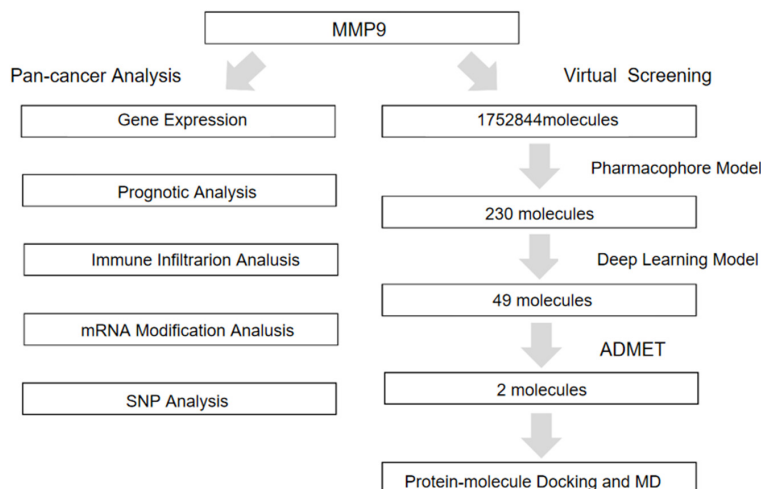 MMP9
Pan-cancer Analysis
Gene Expression
Prognotic Analysis
Immune Infiltrarion Analusis
mRNA Modification Analusis
SNP Analysis
Virtual Screening
1752844molecules
Pharmacophore Model
230 molecules
Deep Learning Model
49 molecules
ADMET
2 molecules
Protein-molecule Docking and MD